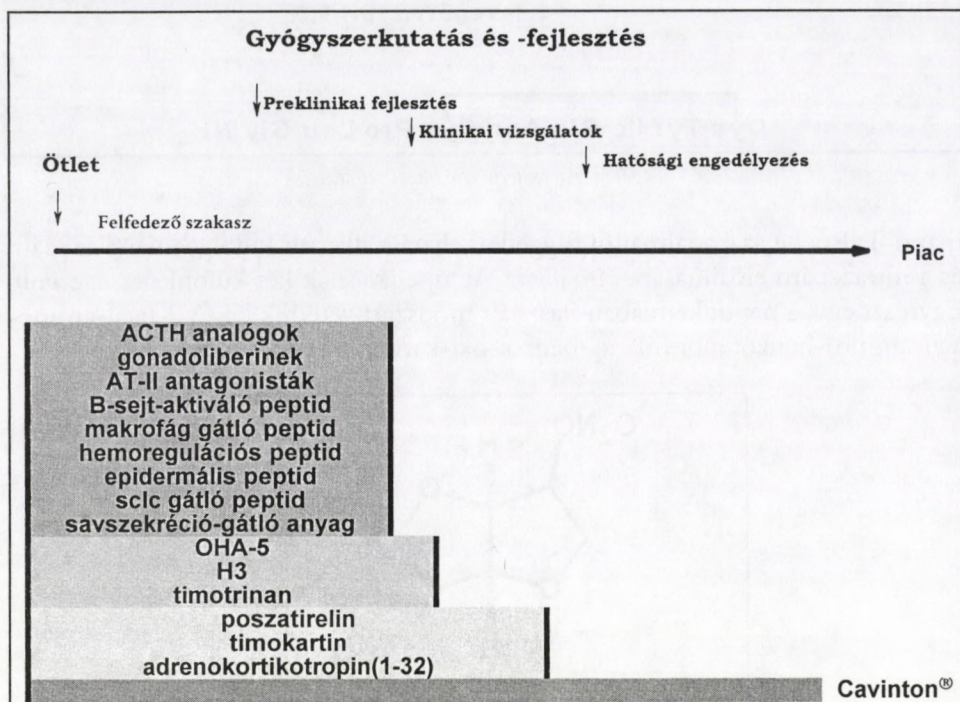 Gyógyszerkutatás és -fejlesztés
Preklinikai fejlesztés
Klinikai vizsgálatok
Hatósági engedélyezés
Ötlet
Felfedező szakasz
Piac
ACTH analógok
gonadoliberinek
AT-II antagonisták
B-sejt-aktiváló peptid
makrofág gátló peptid
hemoregulációs peptid
epidermális peptid
sclc gátló peptid
savszekréció-gátló anyag
OHA-5
H3
timotrinan
poszatirelin
timokartin
adrenokortikotropin(1-32)
Cavinton®